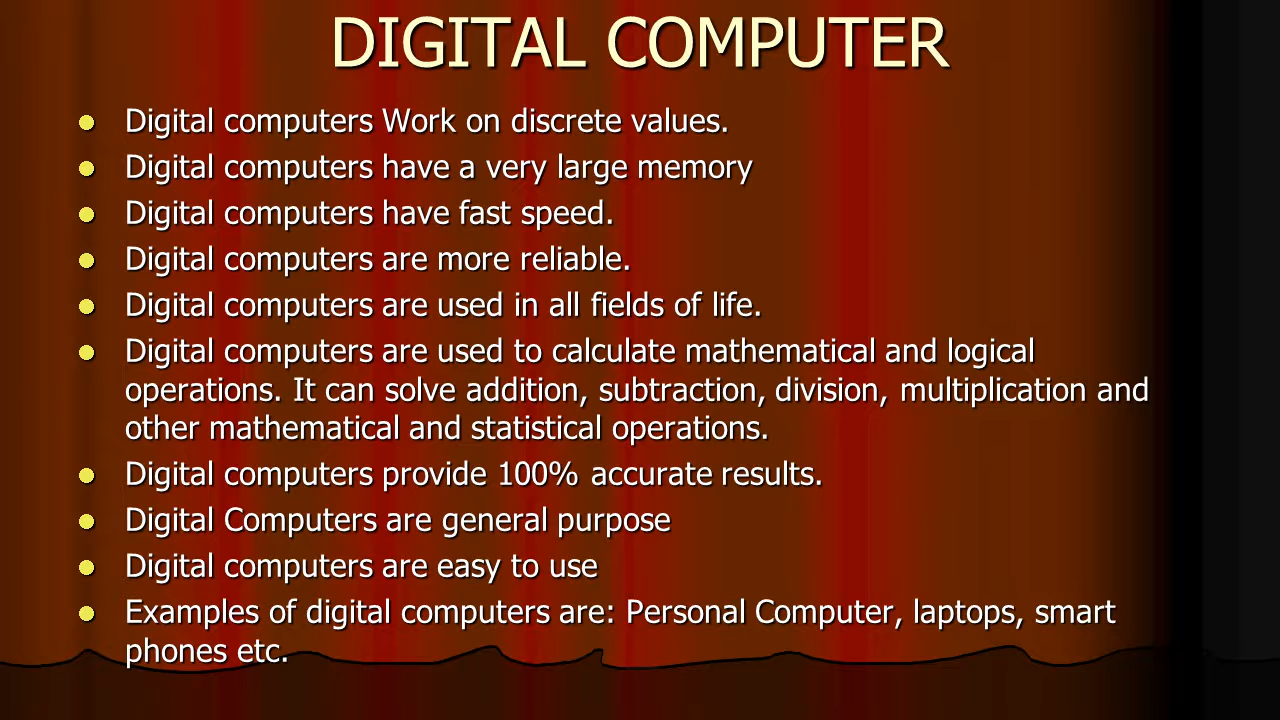 DIGITAL COMPUTER
Digital computers Work on discrete values.
Digital computers have a very large memory
Digital computers have fast speed.
Digital computers are more reliable.
Digital computers are used in all fields of life.
Digital computers are used to calculate mathematical and logical
operations. It can solve addition, subtraction, division, multiplication and
other mathematical and statistical operations.
Digital computers provide 100% accurate results.
Digital Computers are general purpose
Digital computers are easy to use
Examples of digital computers are: Personal Computer, laptops, smart
phones etc.